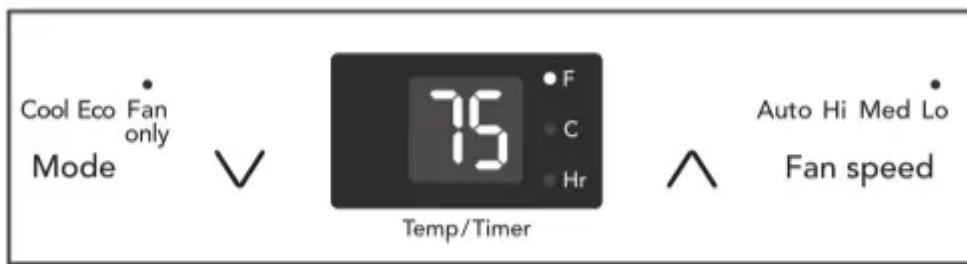 Cool Eco Fan only
Mode
75
F
C
Hr
Temp/Timer
Auto Hi Med Lo
Fan speed